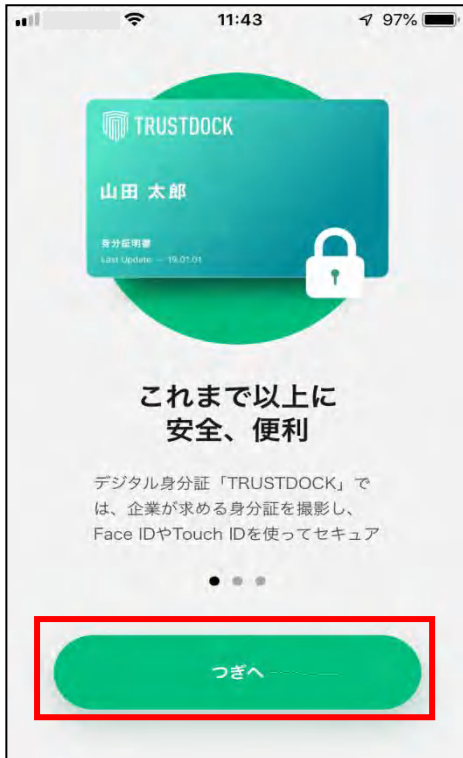 11:43
97%
TRUSTDOCK
山田 太郎
身分証明書
Last Update — 19.01.01
これまで以上に
安全、便利
デジタル身分証「TRUSTDOCK」で
は、企業が求める身分証を撮影し、
Face IDやTouch IDを使ってセキュア
つぎへ